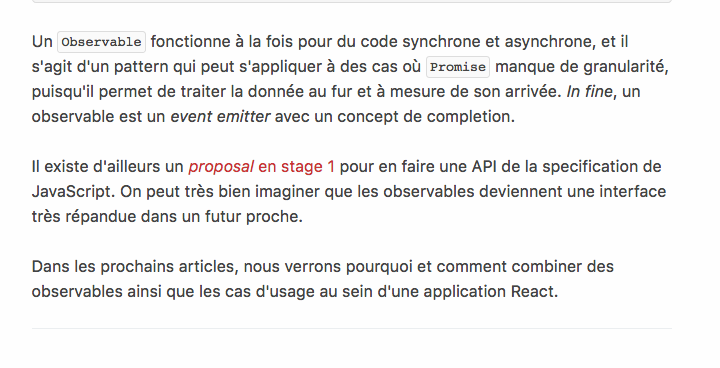 Un Observable fonctionne à la fois pour du code synchrone et asynchrone, et il
s'agit d'un pattern qui peut s'appliquer à des cas où Promise manque de granularité,
puisqu'il permet de traiter la donnée au fur et à mesure de son arrivée. In fine, un
observable est un event emitter avec un concept de completion.
Il existe d'ailleurs un proposal en stage 1 pour en faire une API de la specification de
JavaScript. On peut très bien imaginer que les observables deviennent une interface
très répandue dans un futur proche.
Dans les prochains articles, nous verrons pourquoi et comment combiner des
observables ainsi que les cas d'usage au sein d'une application React.